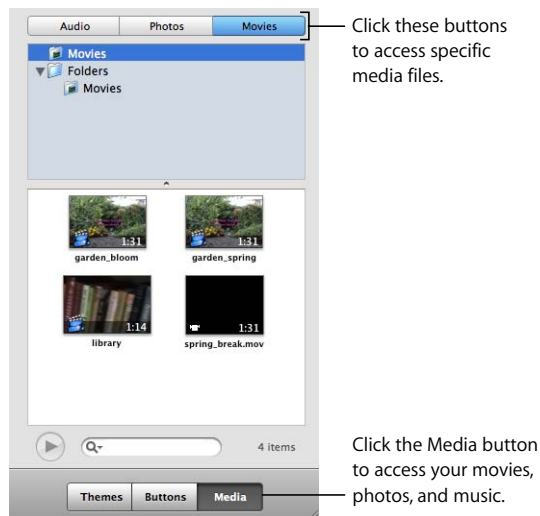 Audio Photos Movies
Click these buttons
to access specific
media files.
Movies
Folders
Movies
1:31 1:31
garden_bloom garden_spring
1:14 1:31
library spring_break.mov
4 items
Click the Media button
to access your movies,
photos, and music.
Themes Buttons Media